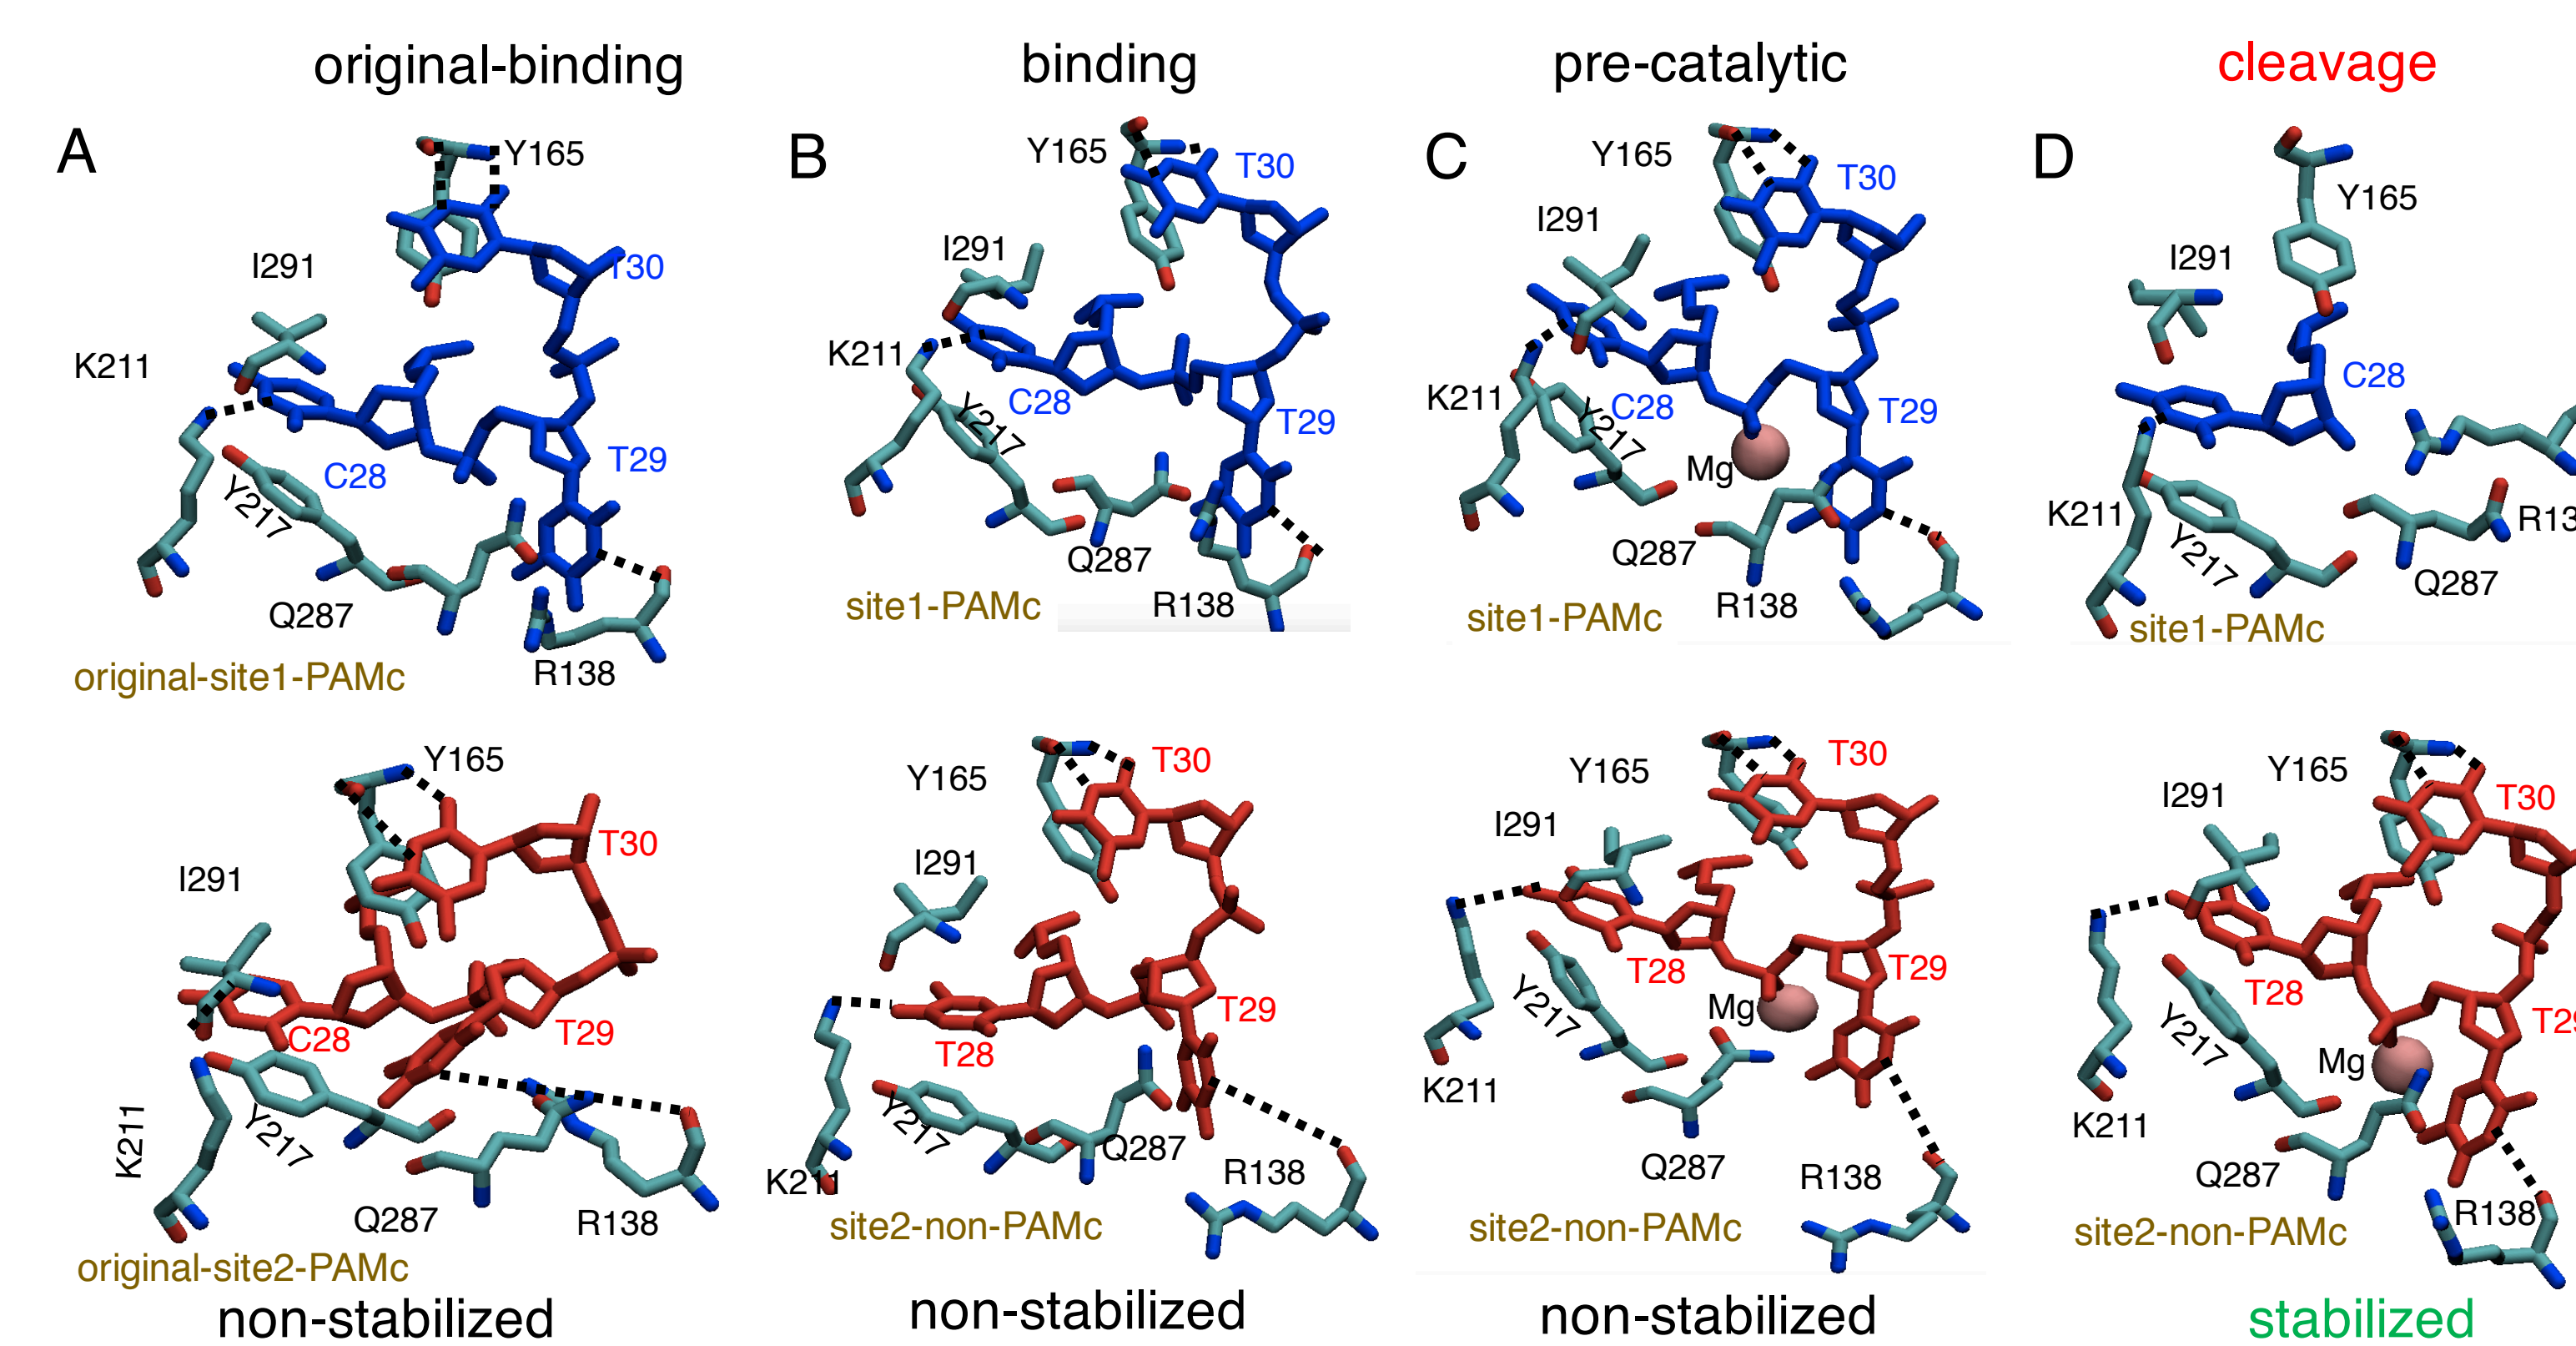 original-binding
binding
pre-catalytic
cleavage
A
Y165
I291
T30
K211
C28
T29
Y217
Q287
R138
original-site1-PAMc
B
Y165
T30
I291
K211
C28
Y217
T29
Q287
R138
site1-PAMc
C
Y165
T30
I291
K211
C28
Y217
T29
Mg
Q287
R138
site1-PAMc
D
Y165
I291
C28
K211
Y217
R13
Q287
site1-PAMc
Y165
T30
I291
C28
T29
K211
Y217
Q287
R138
original-site2-PAMc
non-stabilized
Y165
T30
I291
T28
T29
Y217
Q287
K211
R138
site2-non-PAMc
non-stabilized
Y165
T30
I291
T28
T29
Y217
Mg
K211
Q287
R138
site2-non-PAMc
non-stabilized
Y165
T30
I291
T28
T29
Y217
Mg
K211
Q287
R138
site2-non-PAMc
stabilized